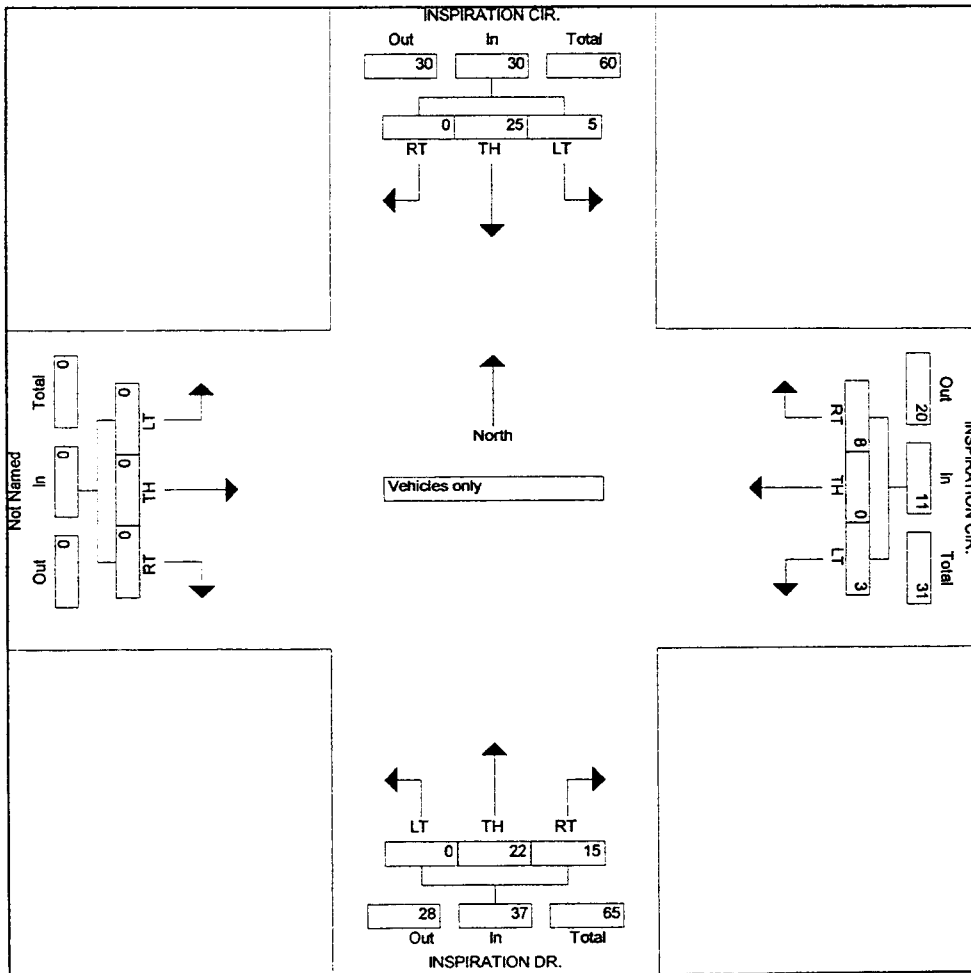 INSPIRATION CIR.
Out In Total
30 30 60
0 25 5
RT TH LT
North
Vehicles only
Not Named
Total In Out
0 0 0
0 0 0
LT TH RT
INSPIRATION CIR.
Out In Total
20 11 31
RT TH LT
8 0 3
LT TH RT
0 22 15
28 37 65
Out In Total
INSPIRATION DR.